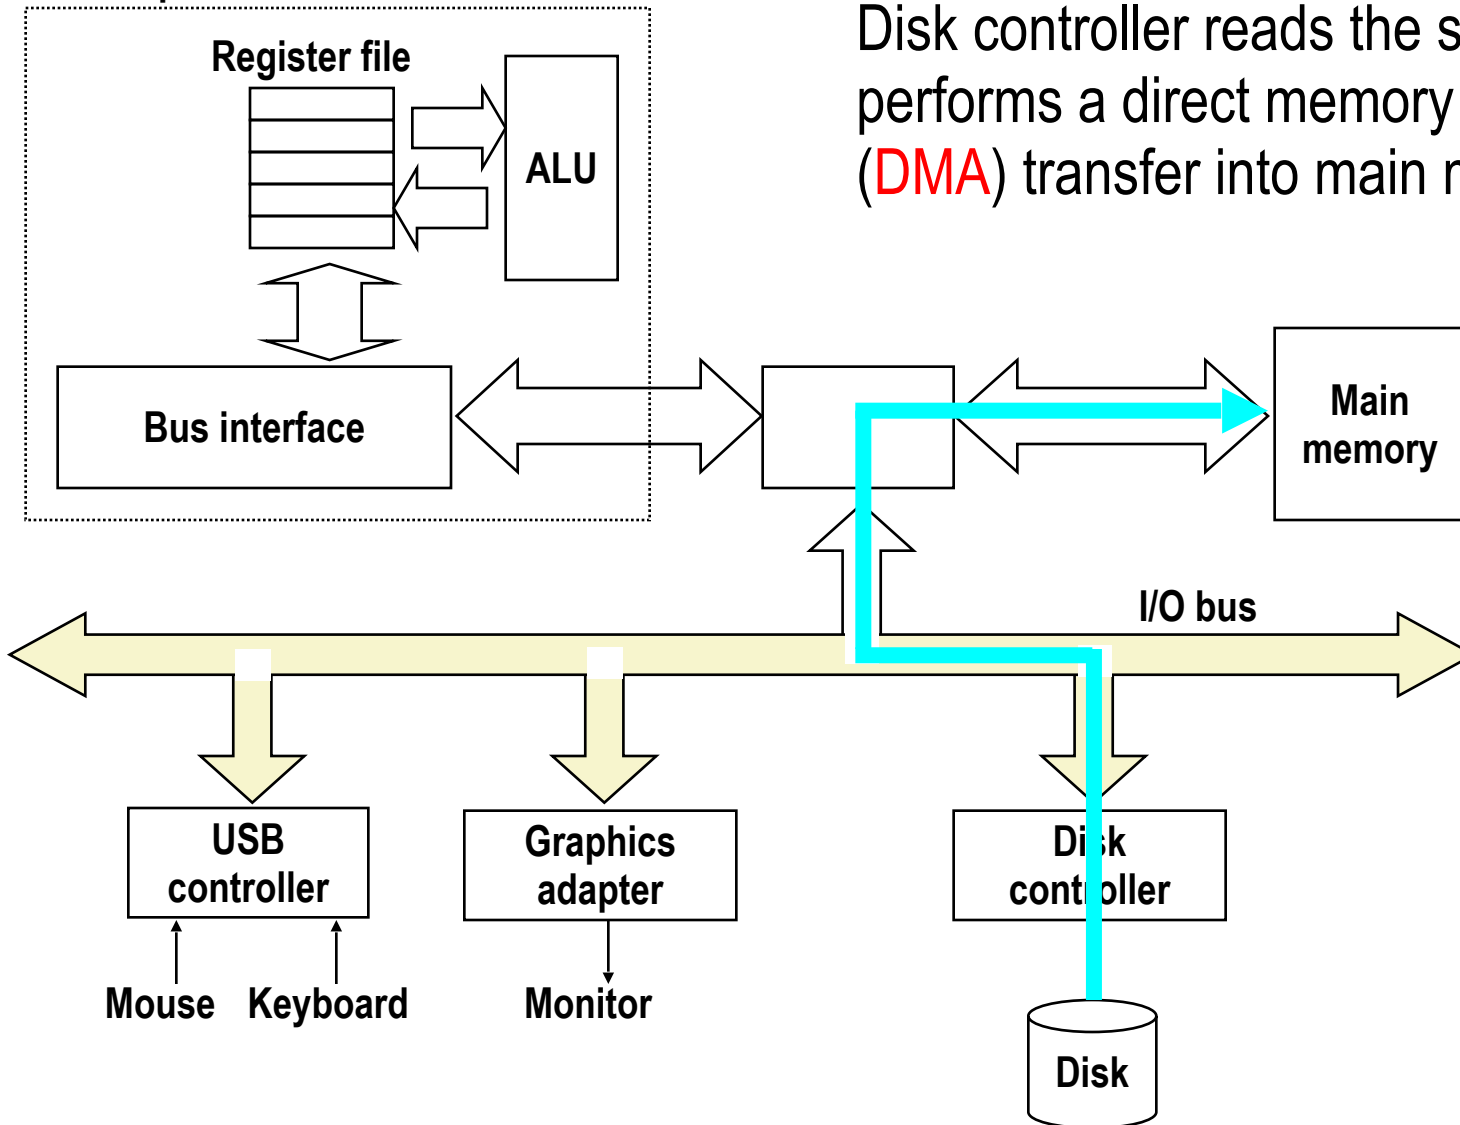 Register file
ALU
Disk controller reads the
performs a direct memory
(DMA) transfer into main
Bus interface
Main
memory
I/O bus
USB
controller
Graphics
adapter
Disk
controller
Mouse Keyboard
Monitor
Disk